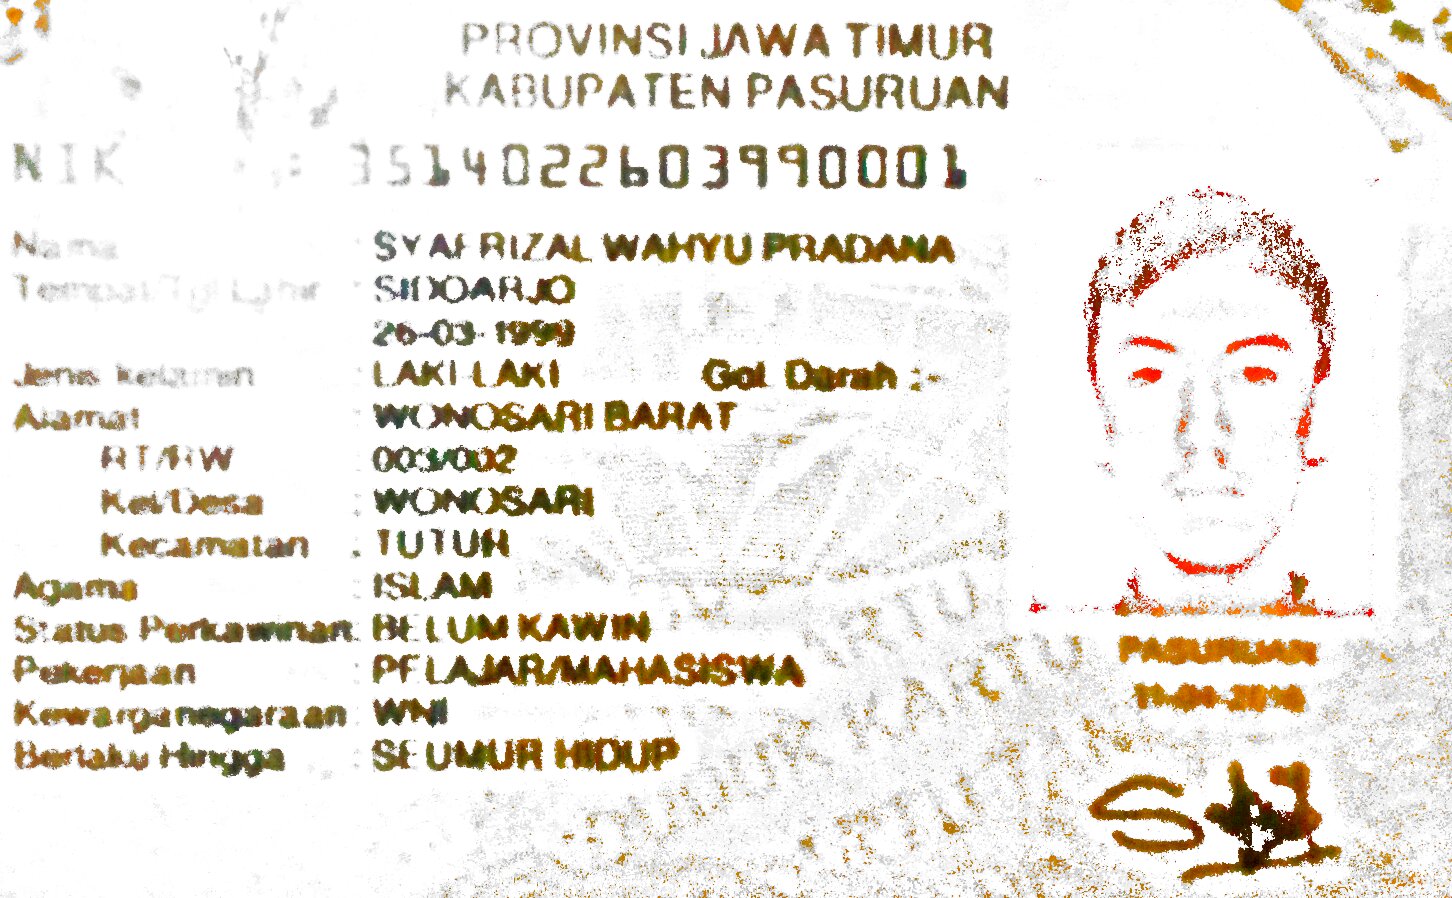 PROVINSI JAWA TIMUR
KABUPATEN PASURUAN
NIK : 3514022603990001
Nama : SYAFRIZAL WAHYU PRADANA
Tempat/Tgl Lahir : SIDOARJO
26-03-1999
Jenis kelamin : LAKI-LAKI Gol. Darah : -
Alamat : WONOSARI BARAT
RT/RW : 003/002
Kel/Desa : WONOSARI
Kecamatan : TUTUR
Agama : ISLAM
Status Perkawinan : BELUM KAWIN
Pekerjaan : PELAJAR/MAHASISWA
Kewarganegaraan : WNI
Berlaku Hingga : SEUMUR HIDUP
PASURUAN